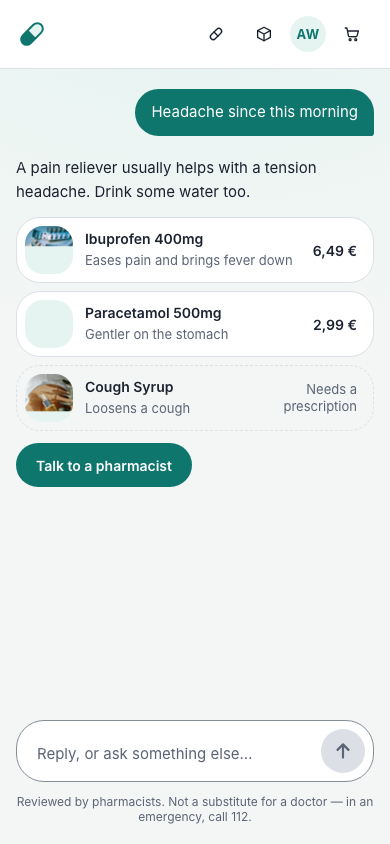 AW
Headache since this morning
A pain reliever usually helps with a tension
headache. Drink some water too.
Ibuprofen 400mg
Eases pain and brings fever down
6,49 €
Paracetamol 500mg
Gentler on the stomach
2,99 €
Cough Syrup
Loosens a cough
Needs a
prescription
Talk to a pharmacist
Reply, or ask something else...
Reviewed by pharmacists. Not a substitute for a doctor — in an
emergency, call 112.